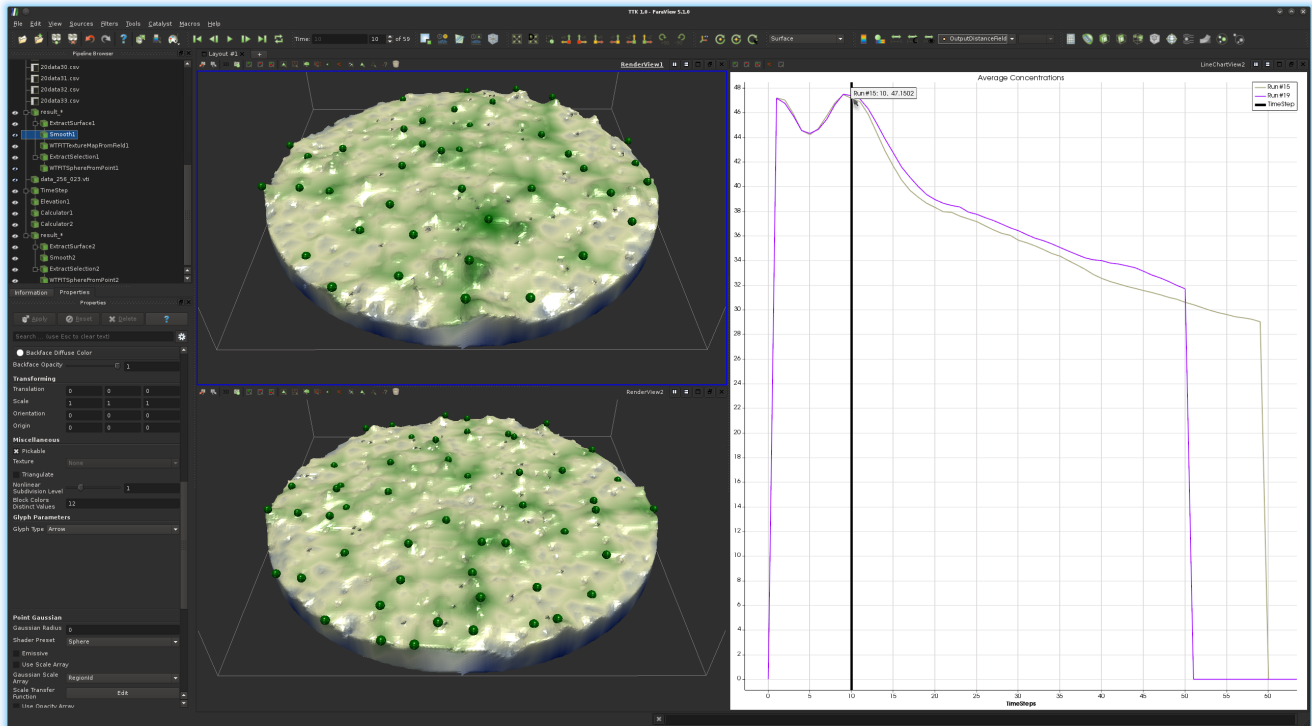 TTK 1.0 - ParaView 5.1.0
File Edit View Sources Filters Tools Catalyst Macros Help
Time: 10 10 of 59 Surface OutputDistanceField
Pipeline Browser
20data30.csv
20data31.csv
20data32.csv
20data33.csv
result_*
ExtractSurface1
Smooth1
WTFITTextureMapFromField1
ExtractSelection1
WTFITSphereFromPoint1
data_256_023.vti
TimeStep
Elevation1
Calculator1
Calculator2
result_*
ExtractSurface2
Smooth2
ExtractSelection2
WTFITSphereFromPoint2
Information Properties
Properties
Apply Reset Delete ?
Search ... (use Esc to clear text)
Backface Diffuse Color
Backface Opacity 1
Transforming
Translation 0 0 0
Scale 1 1 1
Orientation 0 0 0
Origin 0 0 0
Miscellaneous
Pickable
Texture None
Triangulate
Nonlinear
Subdivision Level 1
Block Colors
Distinct Values 12
Glyph Parameters
Glyph Type Arrow
Point Gaussian
Gaussian Radius 0
Shader Preset Sphere
Emissive
Use Scale Array
Gaussian Scale
Array RegionId
Scale Transfer
Function Edit
Use Opacity Array
Layout #1 +
RenderView1
RenderView2
LineChartView2
Average Concentrations
Run #15
Run #19
TimeStep
Run #15: 10, 47.1502
48
46
44
42
40
38
36
34
32
30
28
26
24
22
20
18
16
14
12
10
8
6
4
2
0
0 5 10 15 20 25 30 35 40 45 50 55 60
TimeSteps